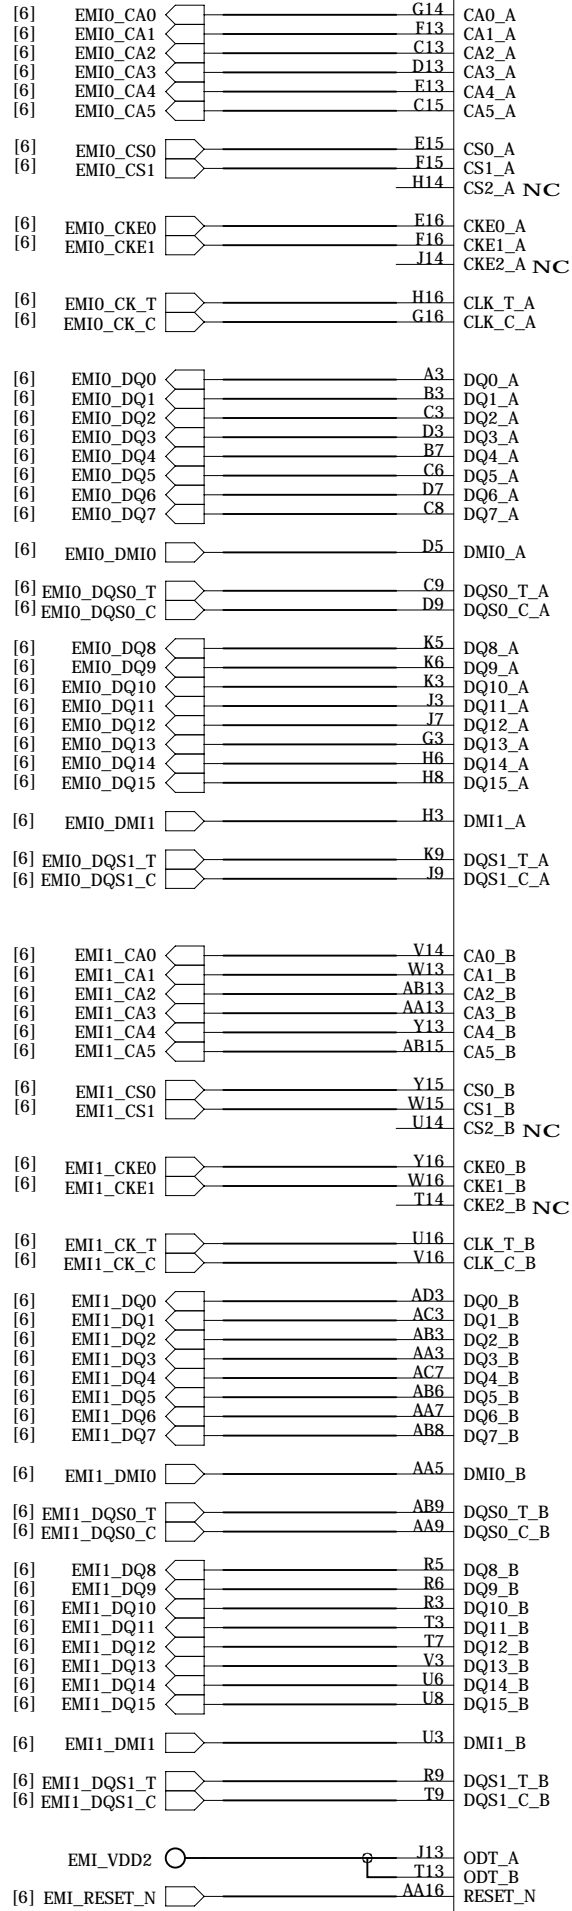 [6] EMI0_CA0 G14 CA0_A
[6] EMI0_CA1 F13 CA1_A
[6] EMI0_CA2 C13 CA2_A
[6] EMI0_CA3 D13 CA3_A
[6] EMI0_CA4 E13 CA4_A
[6] EMI0_CA5 C15 CA5_A
[6] EMI0_CS0 E15 CS0_A
[6] EMI0_CS1 F15 CS1_A
H14 CS2_A NC
[6] EMI0_CKE0 E16 CKE0_A
[6] EMI0_CKE1 F16 CKE1_A
J14 CKE2_A NC
[6] EMI0_CK_T H16 CLK_T_A
[6] EMI0_CK_C G16 CLK_C_A
[6] EMI0_DQ0 A3 DQ0_A
[6] EMI0_DQ1 B3 DQ1_A
[6] EMI0_DQ2 C3 DQ2_A
[6] EMI0_DQ3 D3 DQ3_A
[6] EMI0_DQ4 B7 DQ4_A
[6] EMI0_DQ5 C6 DQ5_A
[6] EMI0_DQ6 D7 DQ6_A
[6] EMI0_DQ7 C8 DQ7_A
[6] EMI0_DMI0 D5 DMI0_A
[6] EMI0_DQS0_T C9 DQS0_T_A
[6] EMI0_DQS0_C D9 DQS0_C_A
[6] EMI0_DQ8 K5 DQ8_A
[6] EMI0_DQ9 K6 DQ9_A
[6] EMI0_DQ10 K3 DQ10_A
[6] EMI0_DQ11 J3 DQ11_A
[6] EMI0_DQ12 J7 DQ12_A
[6] EMI0_DQ13 G3 DQ13_A
[6] EMI0_DQ14 H6 DQ14_A
[6] EMI0_DQ15 H8 DQ15_A
[6] EMI0_DMI1 H3 DMI1_A
[6] EMI0_DQS1_T K9 DQS1_T_A
[6] EMI0_DQS1_C J9 DQS1_C_A
[6] EMI1_CA0 V14 CA0_B
[6] EMI1_CA1 W13 CA1_B
[6] EMI1_CA2 AB13 CA2_B
[6] EMI1_CA3 AA13 CA3_B
[6] EMI1_CA4 Y13 CA4_B
[6] EMI1_CA5 AB15 CA5_B
[6] EMI1_CS0 Y15 CS0_B
[6] EMI1_CS1 W15 CS1_B
U14 CS2_B NC
[6] EMI1_CKE0 Y16 CKE0_B
[6] EMI1_CKE1 W16 CKE1_B
T14 CKE2_B NC
[6] EMI1_CK_T U16 CLK_T_B
[6] EMI1_CK_C V16 CLK_C_B
[6] EMI1_DQ0 AD3 DQ0_B
[6] EMI1_DQ1 AC3 DQ1_B
[6] EMI1_DQ2 AB3 DQ2_B
[6] EMI1_DQ3 AA3 DQ3_B
[6] EMI1_DQ4 AC7 DQ4_B
[6] EMI1_DQ5 AB6 DQ5_B
[6] EMI1_DQ6 AA7 DQ6_B
[6] EMI1_DQ7 AB8 DQ7_B
[6] EMI1_DMI0 AA5 DMI0_B
[6] EMI1_DQS0_T AB9 DQS0_T_B
[6] EMI1_DQS0_C AA9 DQS0_C_B
[6] EMI1_DQ8 R5 DQ8_B
[6] EMI1_DQ9 R6 DQ9_B
[6] EMI1_DQ10 R3 DQ10_B
[6] EMI1_DQ11 T3 DQ11_B
[6] EMI1_DQ12 T7 DQ12_B
[6] EMI1_DQ13 V3 DQ13_B
[6] EMI1_DQ14 U6 DQ14_B
[6] EMI1_DQ15 U8 DQ15_B
[6] EMI1_DMI1 U3 DMI1_B
[6] EMI1_DQS1_T R9 DQS1_T_B
[6] EMI1_DQS1_C T9 DQS1_C_B
EMI_VDD2 J13 ODT_A
T13 ODT_B
[6] EMI_RESET_N AA16 RESET_N